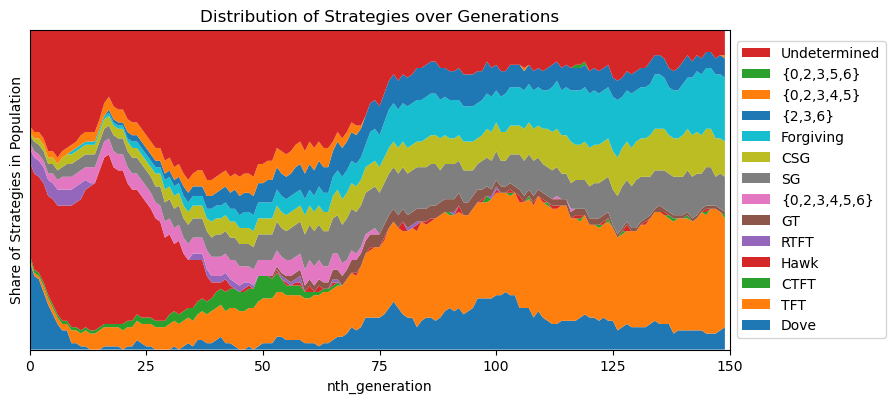 Distribution of Strategies over Generations
Share of Strategies in Population
Undetermined
{0,2,3,5,6}
{0,2,3,4,5}
{2,3,6}
Forgiving
CSG
SG
{0,2,3,4,5,6}
GT
RTFT
Hawk
CTFT
TFT
Dove
0 25 50 75 100 125 150
nth_generation